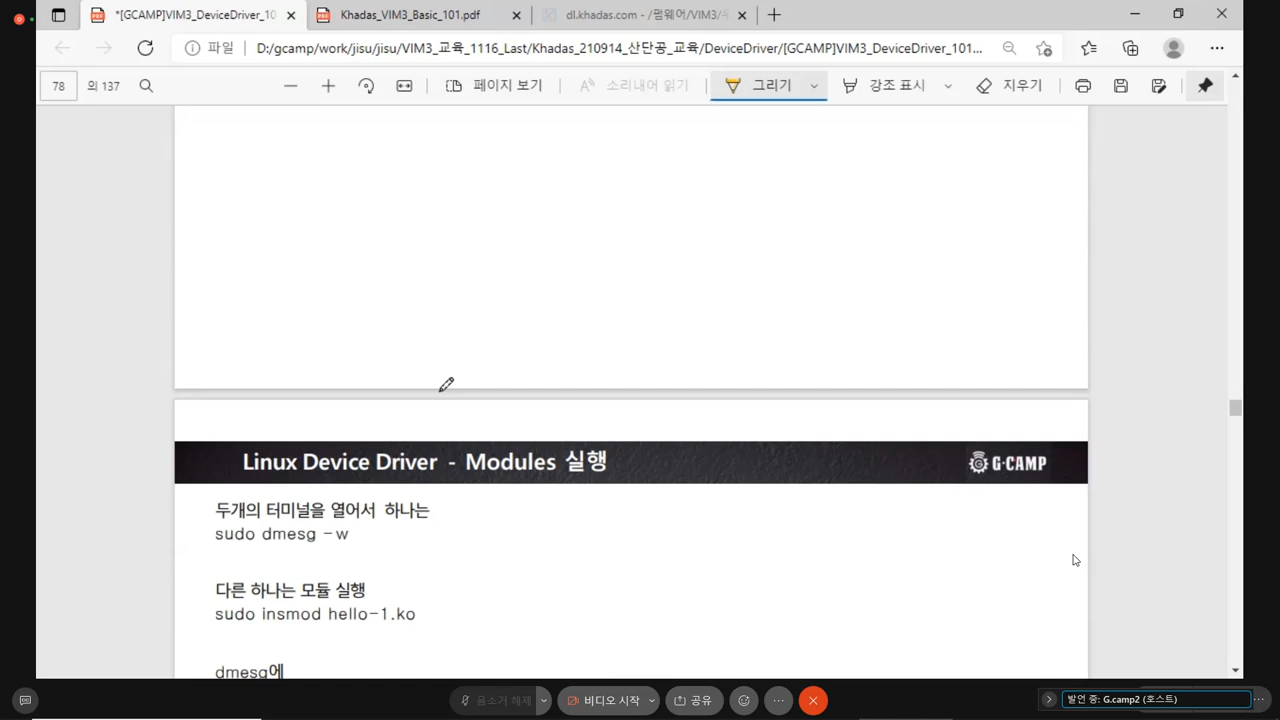 *[GCAMP]VIM3_DeviceDriver_10
Khadas_VIM3_Basic_101.pdf
dl.khadas.com - /펌웨어/VIM3/우
파일
D:/gcamp/work/jisu/jisu/VIM3_교육_1116_Last/Khadas_210914_산단공_교육/DeviceDriver/[GCAMP]VIM3_DeviceDriver_101...
78 의 137
페이지 보기
소리내어 읽기
그리기
강조 표시
지우기
Linux Device Driver - Modules 실행
G·CAMP
두개의 터미널을 열어서 하나는
sudo dmesg -w
다른 하나는 모듈 실행
sudo insmod hello-1.ko
dmesg에
음소거 해제
비디오 시작
공유
발언 중: G.camp2 (호스트)